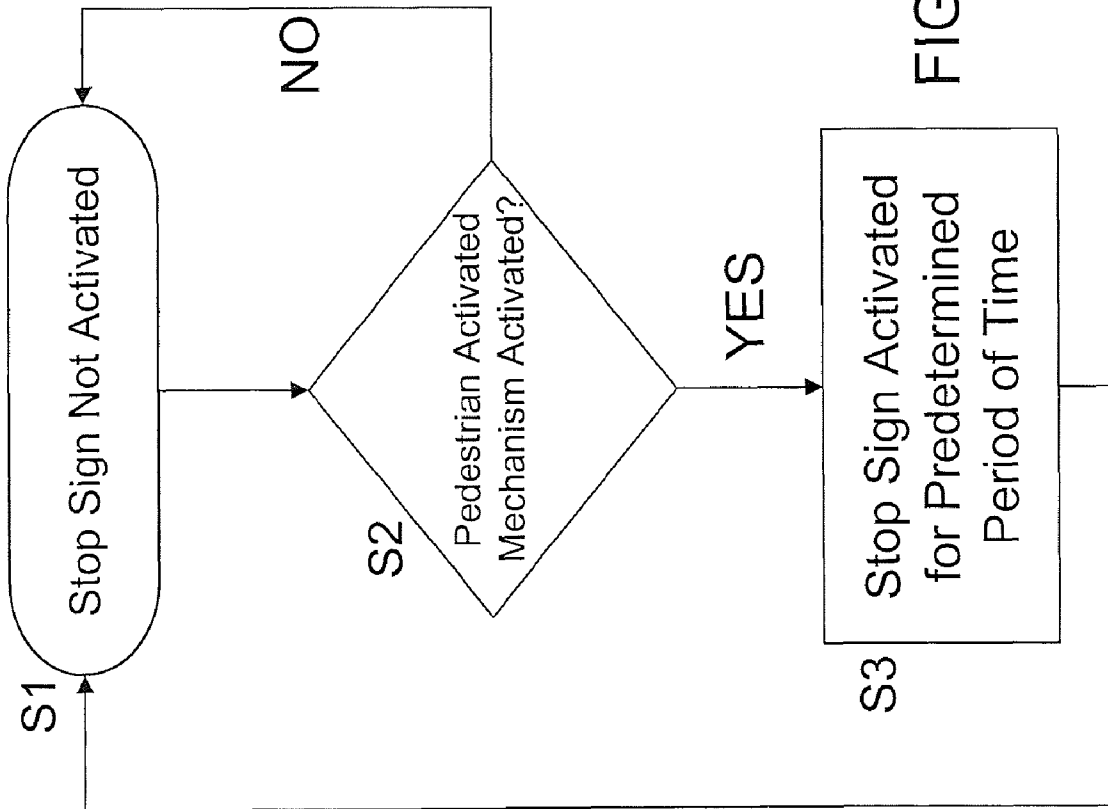 S1
Stop Sign Not Activated
NO
S2
Pedestrian Activated
Mechanism Activated?
YES
S3
Stop Sign Activated
for Predetermined
Period of Time
FIG